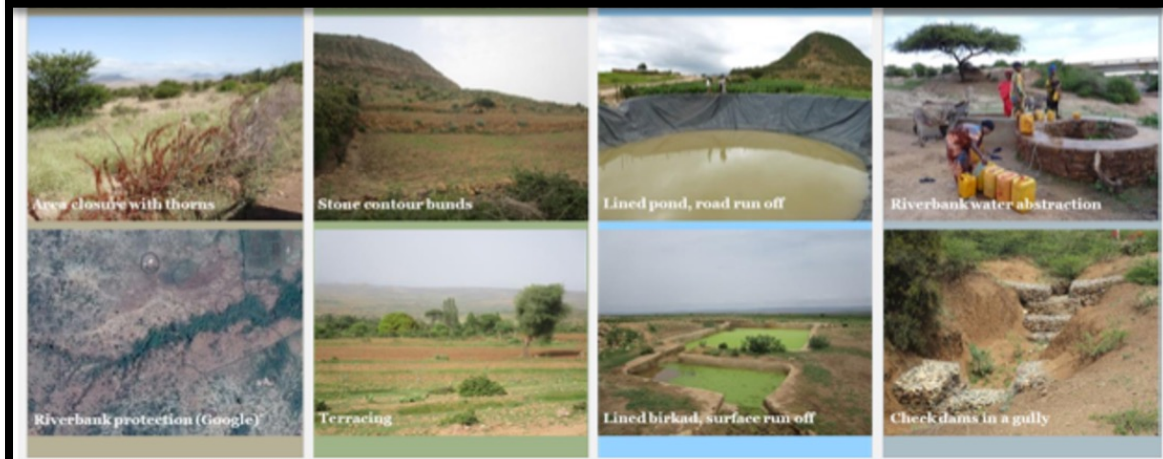 Area closure with thorns
Stone contour bunds
Lined pond, road run off
Riverbank water abstraction
Riverbank protection (Google)
Terracing
Lined birkad, surface run off
Check dams in a gully